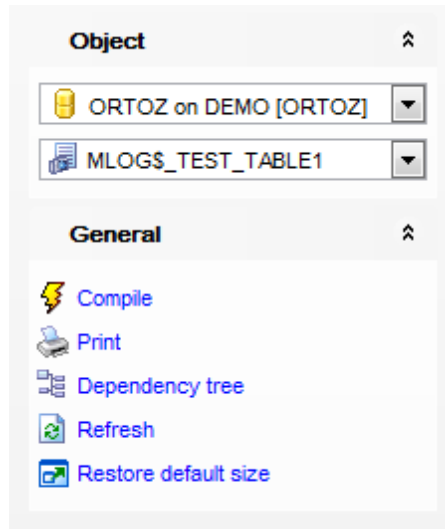 Object
ORTOZ on DEMO [ORTOZ]
MLOG$_TEST_TABLE1
General
Compile
Print
Dependency tree
Refresh
Restore default size